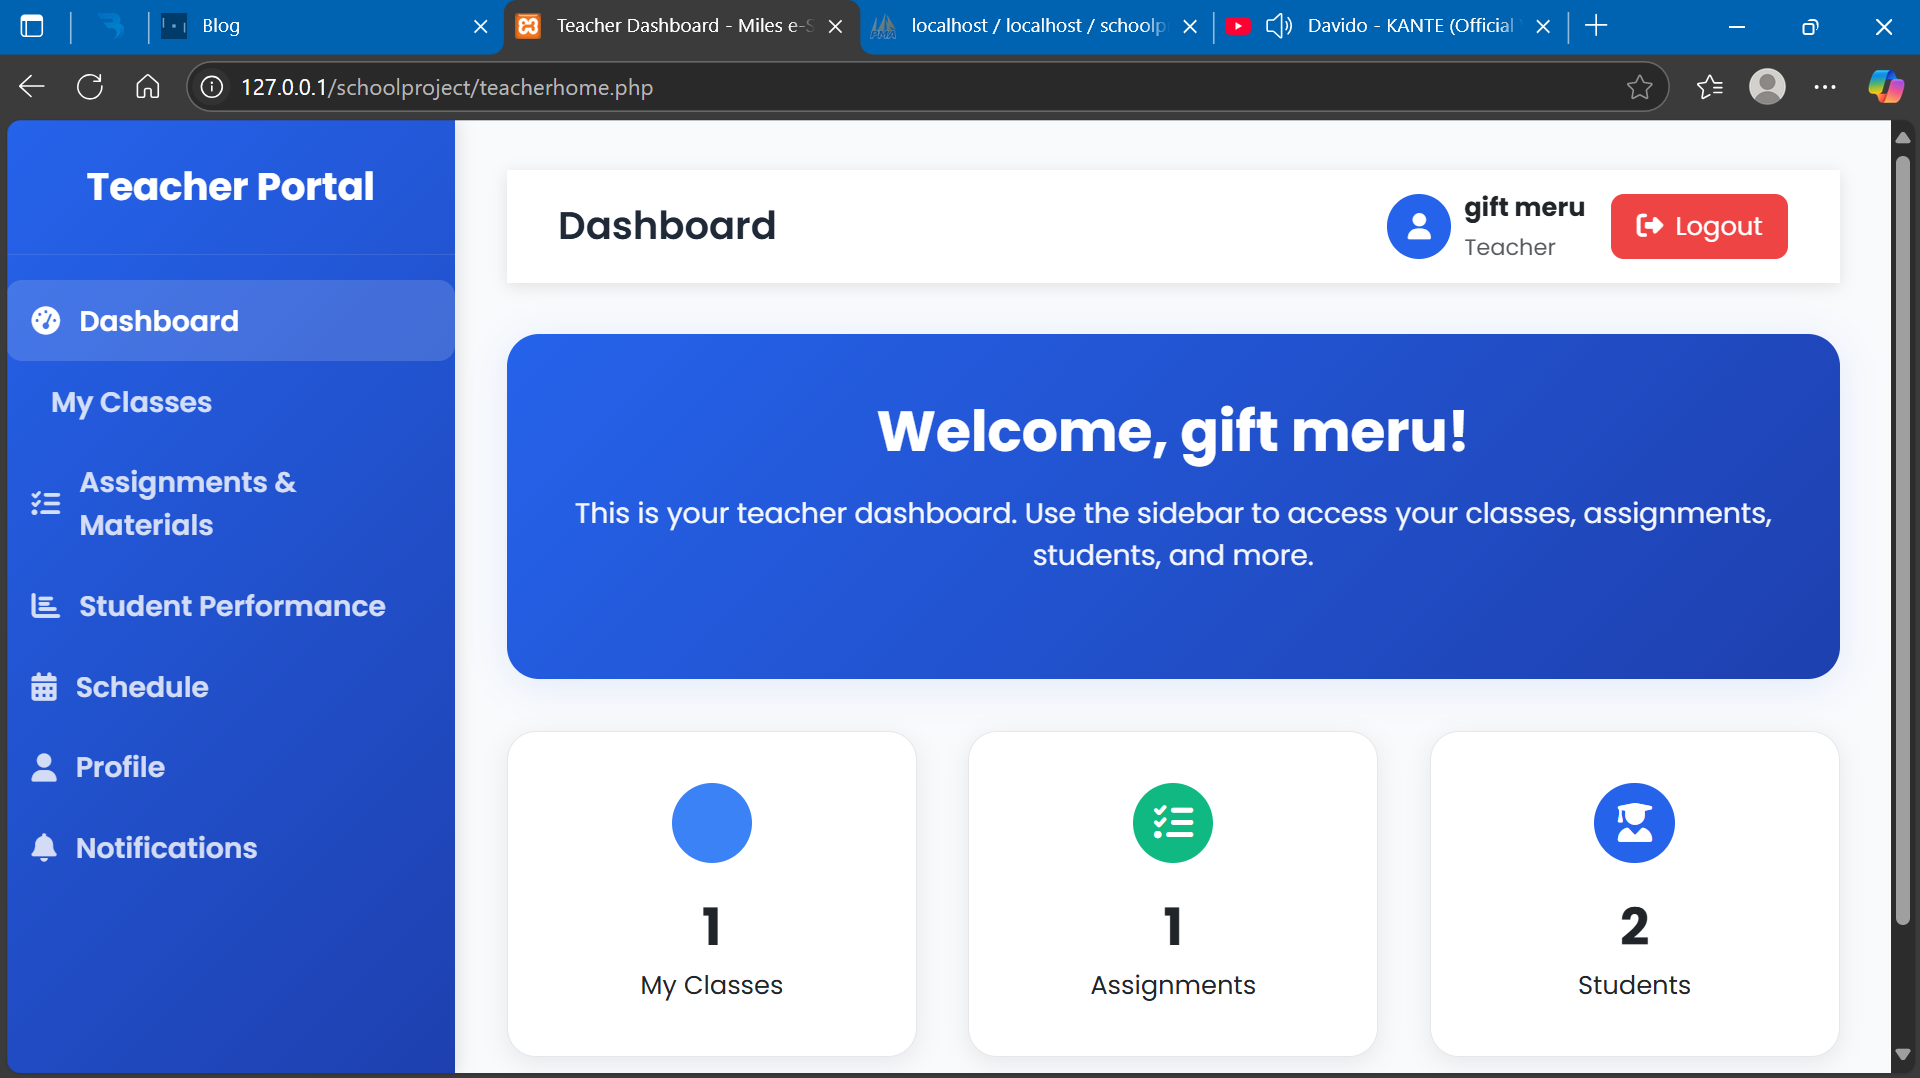 Blog
Teacher Dashboard - Miles e-S
localhost / localhost / schoolp
Davido - KANTE (Official
127.0.0.1/schoolproject/teacherhome.php
Teacher Portal
Dashboard
My Classes
Assignments &
Materials
Student Performance
Schedule
Profile
Notifications
Dashboard
gift meru
Teacher
Logout
Welcome, gift meru!
This is your teacher dashboard. Use the sidebar to access your classes, assignments,
students, and more.
1
My Classes
1
Assignments
2
Students